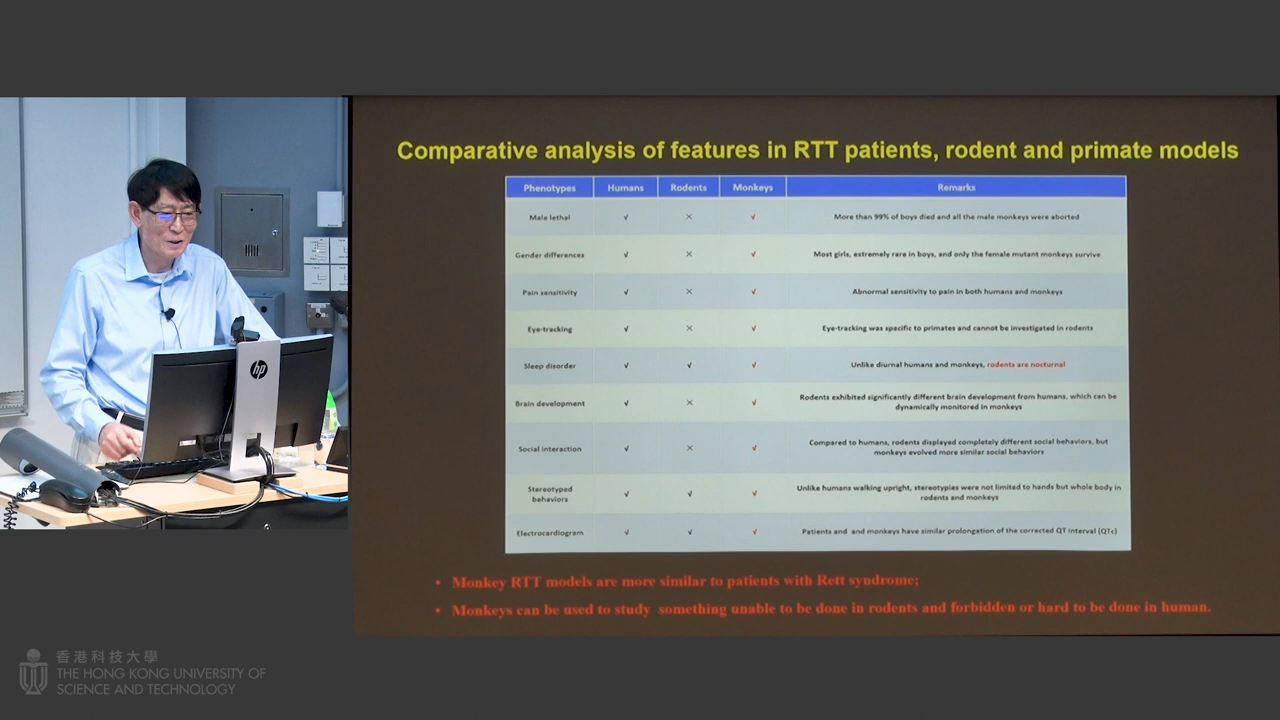 Comparative analysis of features in RTT patients, rodent and primate models
Phenotypes Humans Rodents Monkeys Remarks
Male lethal √ × √ More than 99% of boys died and all the male monkeys were aborted
Gender differences √ × √ Most girls, extremely rare in boys, and only the female mutant monkeys survive
Pain sensitivity √ × √ Abnormal sensitivity to pain in both humans and monkeys
Eye-tracking √ × √ Eye-tracking was specific to primates and cannot be investigated in rodents
Sleep disorder √ √ √ Unlike diurnal humans and monkeys, rodents are nocturnal
Brain development √ × √ Rodents exhibited significantly different brain development from humans, which can be
dynamically monitored in monkeys
Social interaction √ × √ Compared to humans, rodents displayed completely different social behaviors, but
monkeys evolved more similar social behaviors
Stereotyped
behaviors √ √ √ Unlike humans walking upright, stereotypies were not limited to hands but whole body in
rodents and monkeys
Electrocardiogram √ √ √ Patients and and monkeys have similar prolongation of the corrected QT interval (QTc)
• Monkey RTT models are more similar to patients with Rett syndrome;
• Monkeys can be used to study something unable to be done in rodents and forbidden or hard to be done in human.
hp
香港科技大學
THE HONG KONG UNIVERSITY OF
SCIENCE AND TECHNOLOGY